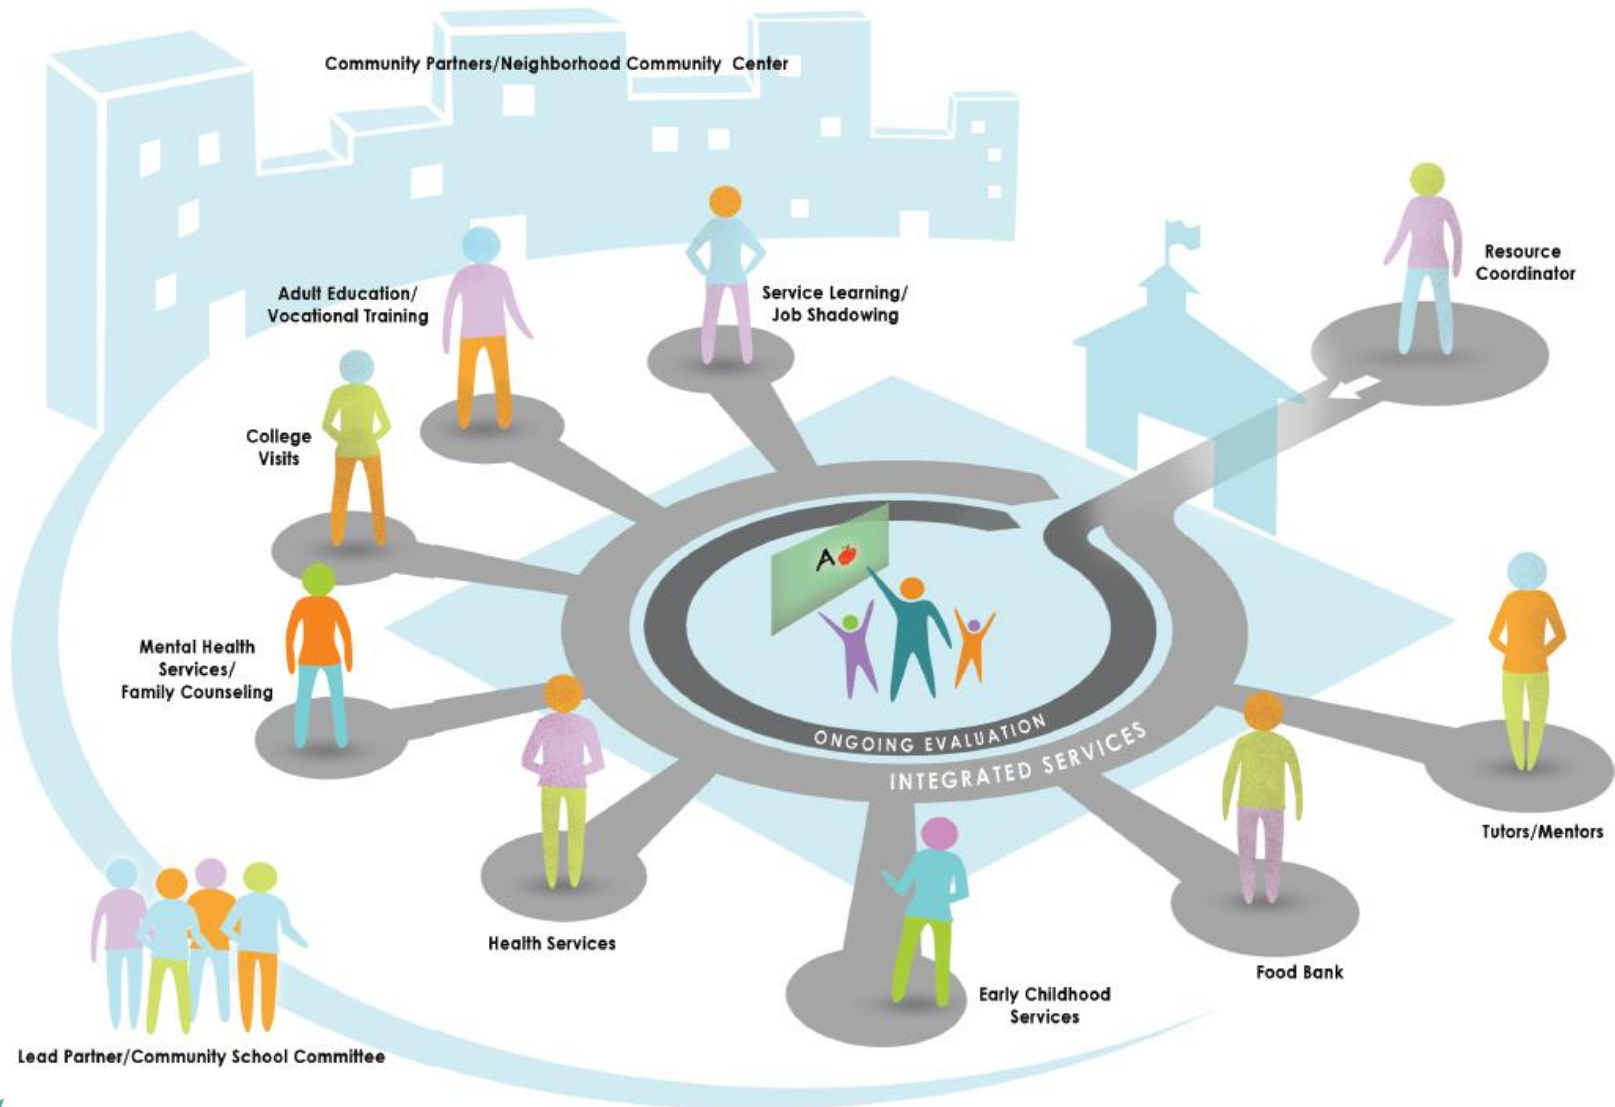 Community Partners/Neighborhood Community Center
Resource
Coordinator
Adult Education/
Vocational Training
Service Learning/
Job Shadowing
College
Visits
A
Mental Health
Services/
Family Counseling
ONGOING EVALUATION
INTEGRATED SERVICES
Tutors/Mentors
Health Services
Food Bank
Early Childhood
Services
Lead Partner/Community School Committee